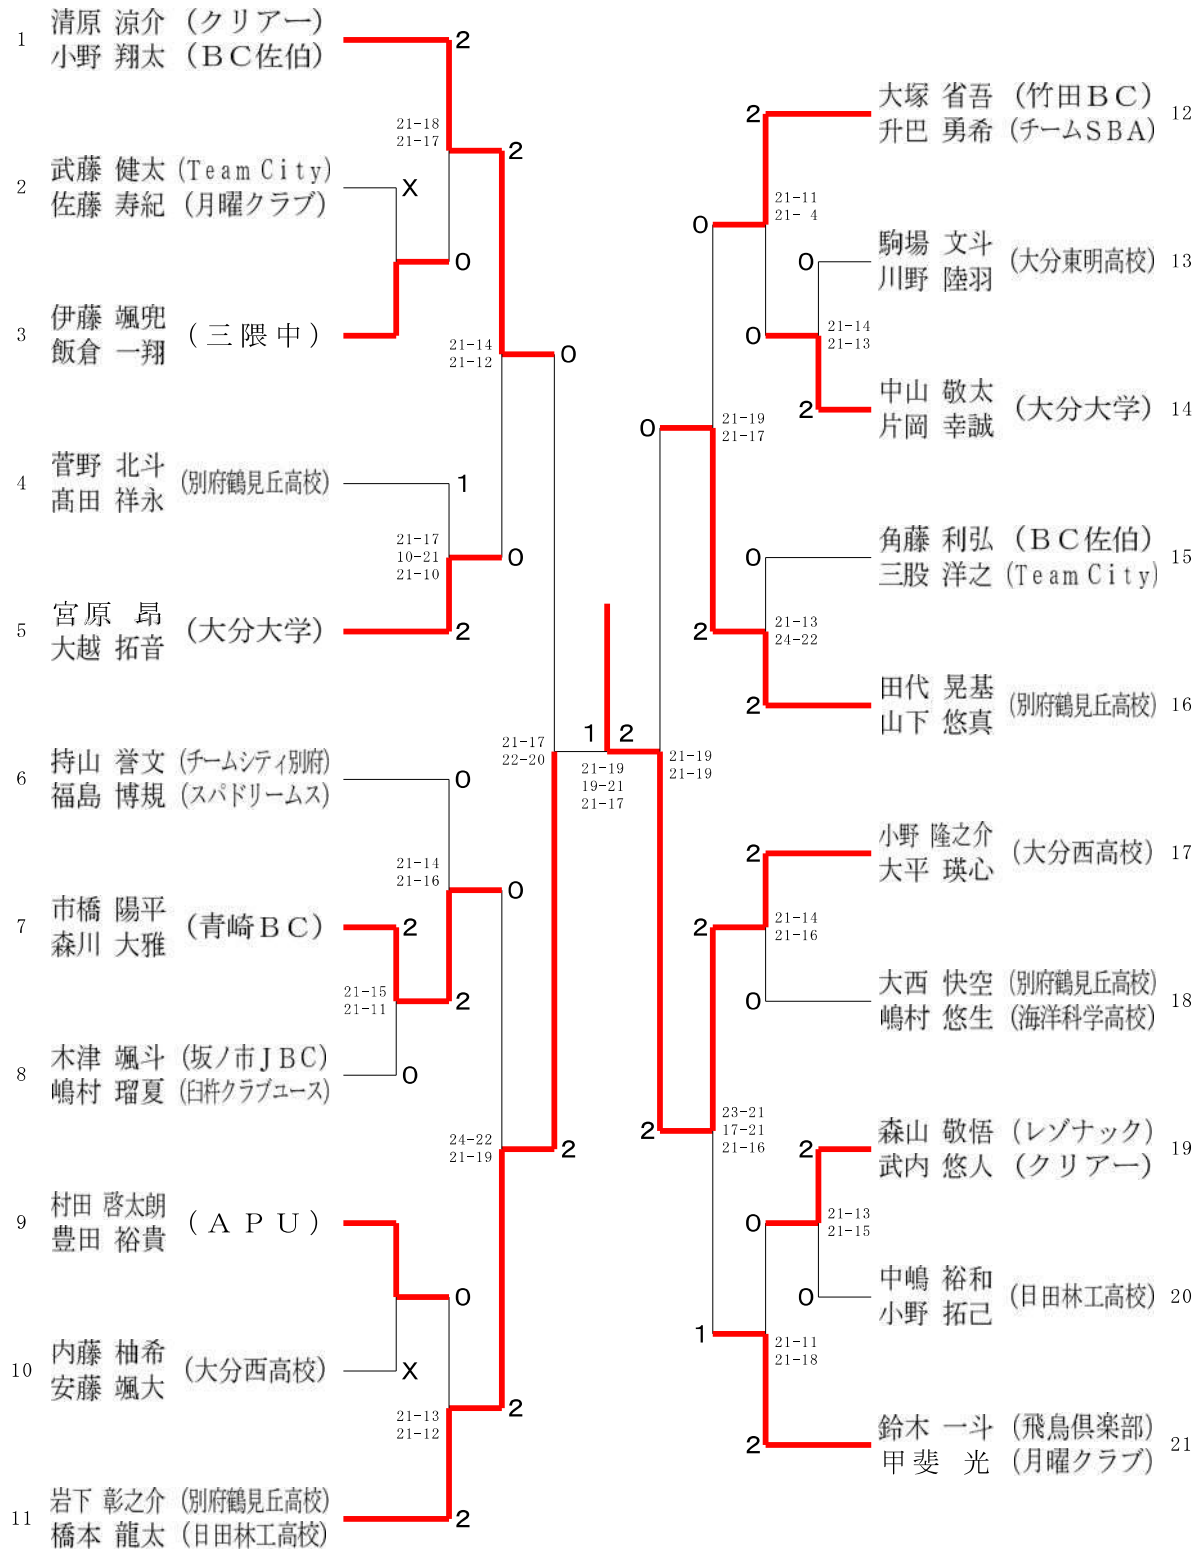 1
清原 涼介 (クリアー)
小野 翔太 (ＢＣ佐伯)
2
21-18
21-17
2
2
武藤 健太 (Team City)
佐藤 寿紀 (月曜クラブ)
X
0
3
伊藤 颯兜
飯倉 一翔
(三隈中)
21-14
21-12
0
4
菅野 北斗
髙田 祥永
(別府鶴見丘高校)
1
21-17
10-21
21-10
0
5
宮原 昂
大越 拓音
(大分大学)
2
21-17
22-20
1
2
21-19
19-21
21-17
6
持山 誉文 (チームシティ別府)
福島 博規 (スパドリームス)
0
21-14
21-16
0
7
市橋 陽平
森川 大雅
(青崎ＢＣ)
2
21-15
21-11
2
8
木津 颯斗 (坂ノ市ＪＢＣ)
嶋村 瑠夏 (臼杵クラブユース)
0
24-22
21-19
2
9
村田 啓太朗
豊田 裕貴
(ＡＰＵ)
0
10
内藤 柚希
安藤 颯大
(大分西高校)
X
21-13
21-12
2
11
岩下 彰之介 (別府鶴見丘高校)
橋本 龍太 (日田林工高校)
2
2
大塚 省吾 (竹田ＢＣ)
升巴 勇希 (チームSBA)
12
21-11
21- 4
0
0
駒場 文斗
川野 陸羽
(大分東明高校)
13
0
21-14
21-13
2
中山 敬太
片岡 幸誠
(大分大学)
14
0
21-19
21-17
0
角藤 利弘 (ＢＣ佐伯)
三股 洋之 (Team City)
15
2
21-13
24-22
2
田代 晃基
山下 悠真
(別府鶴見丘高校)
16
21-19
21-19
2
小野 隆之介
大平 瑛心
(大分西高校)
17
2
21-14
21-16
0
大西 快空 (別府鶴見丘高校)
嶋村 悠生 (海洋科学高校)
18
2
23-21
17-21
21-16
2
森山 敬悟 (レゾナック)
武内 悠人 (クリアー)
19
0
21-13
21-15
0
中嶋 裕和
小野 拓己
(日田林工高校)
20
1
21-11
21-18
2
鈴木 一斗 (飛鳥倶楽部)
甲斐 光 (月曜クラブ)
21